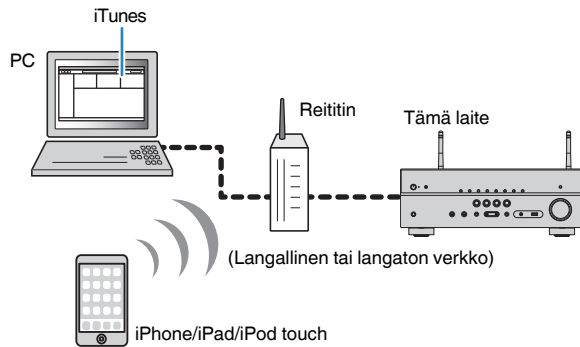 iTunes
PC
Reititin
Tämä laite
(Langallinen tai langaton verkko)
iPhone/iPad/iPod touch